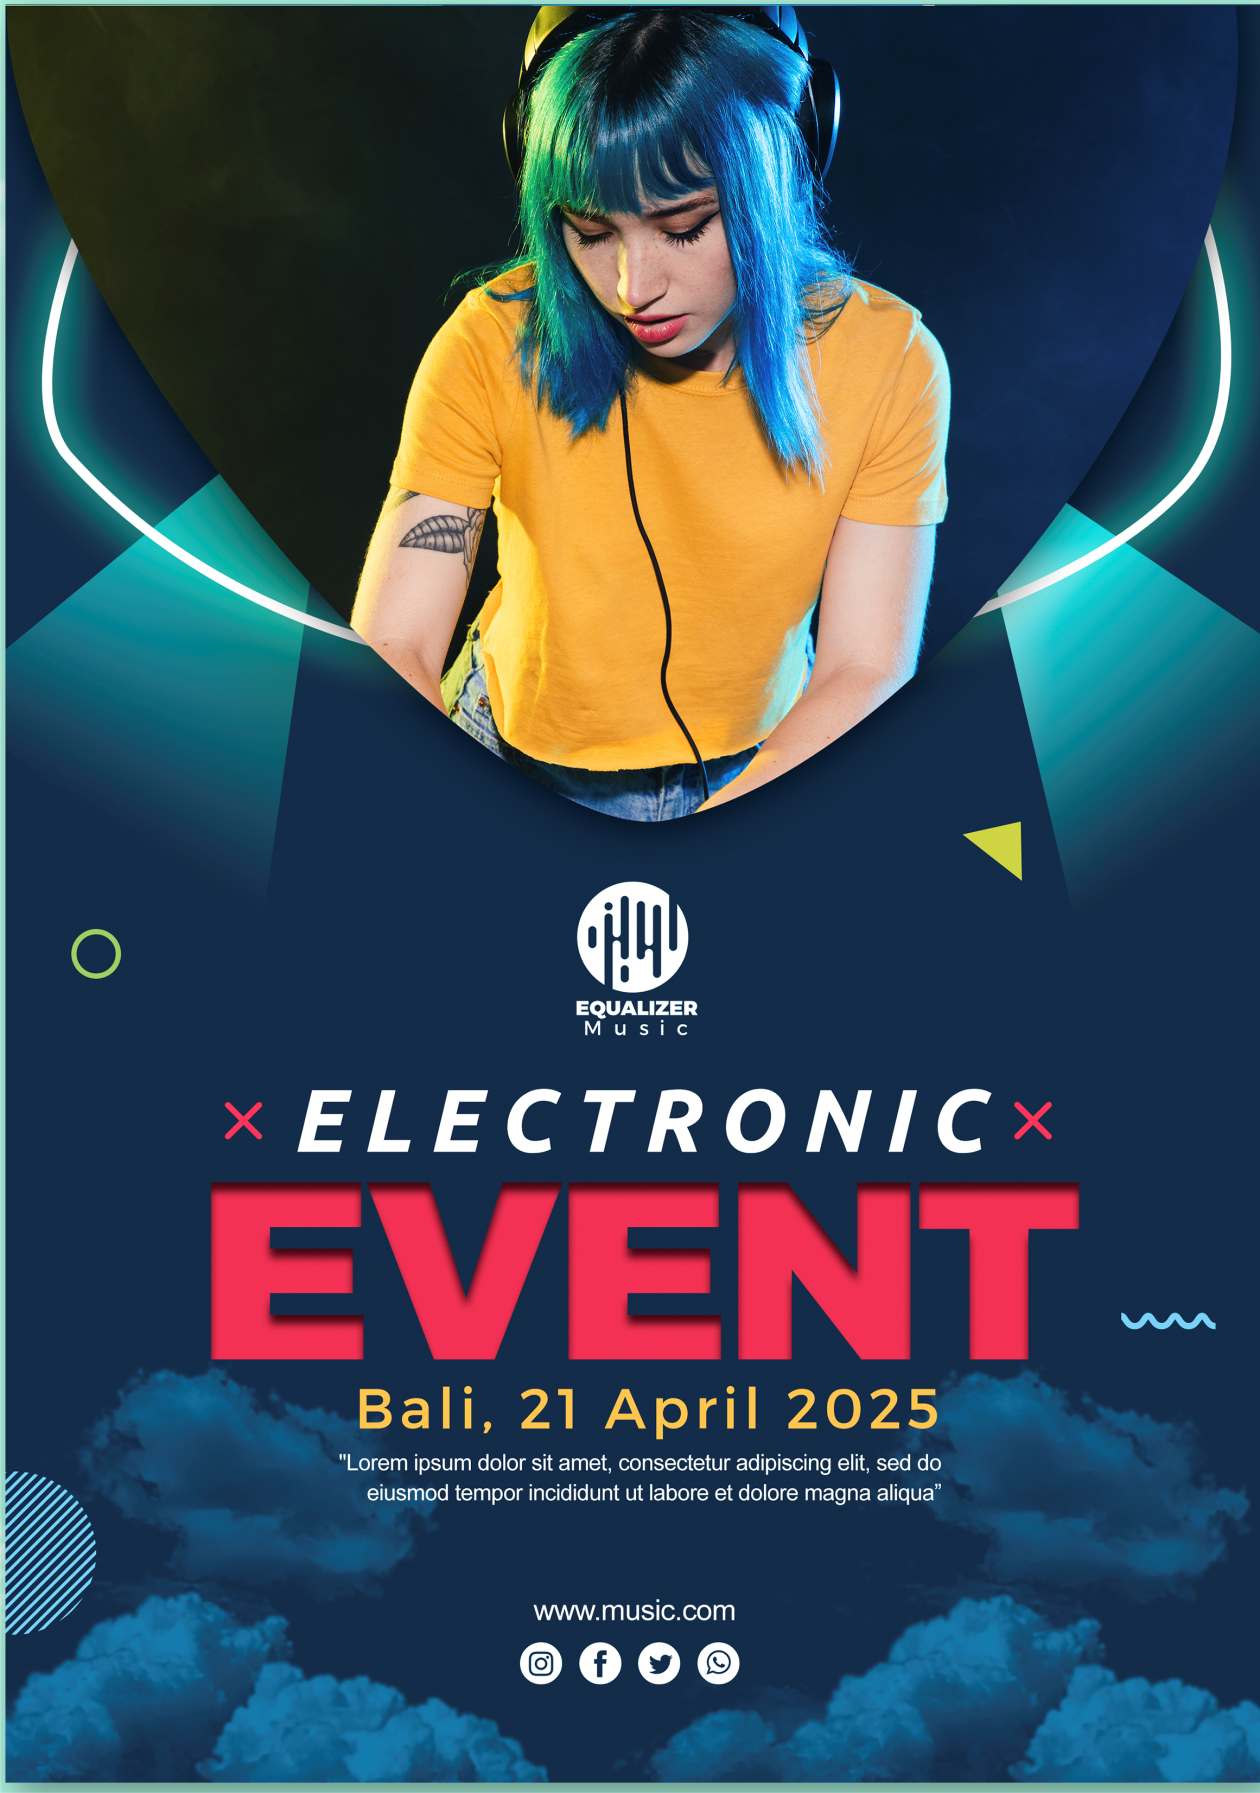 EQUALIZER
Music
ELECTRONIC
EVENT
Bali, 21 April 2025
"Lorem ipsum dolor sit amet, consectetur adipiscing elit, sed do
eiusmod tempor incididunt ut labore et dolore magna aliqua”
www.music.com